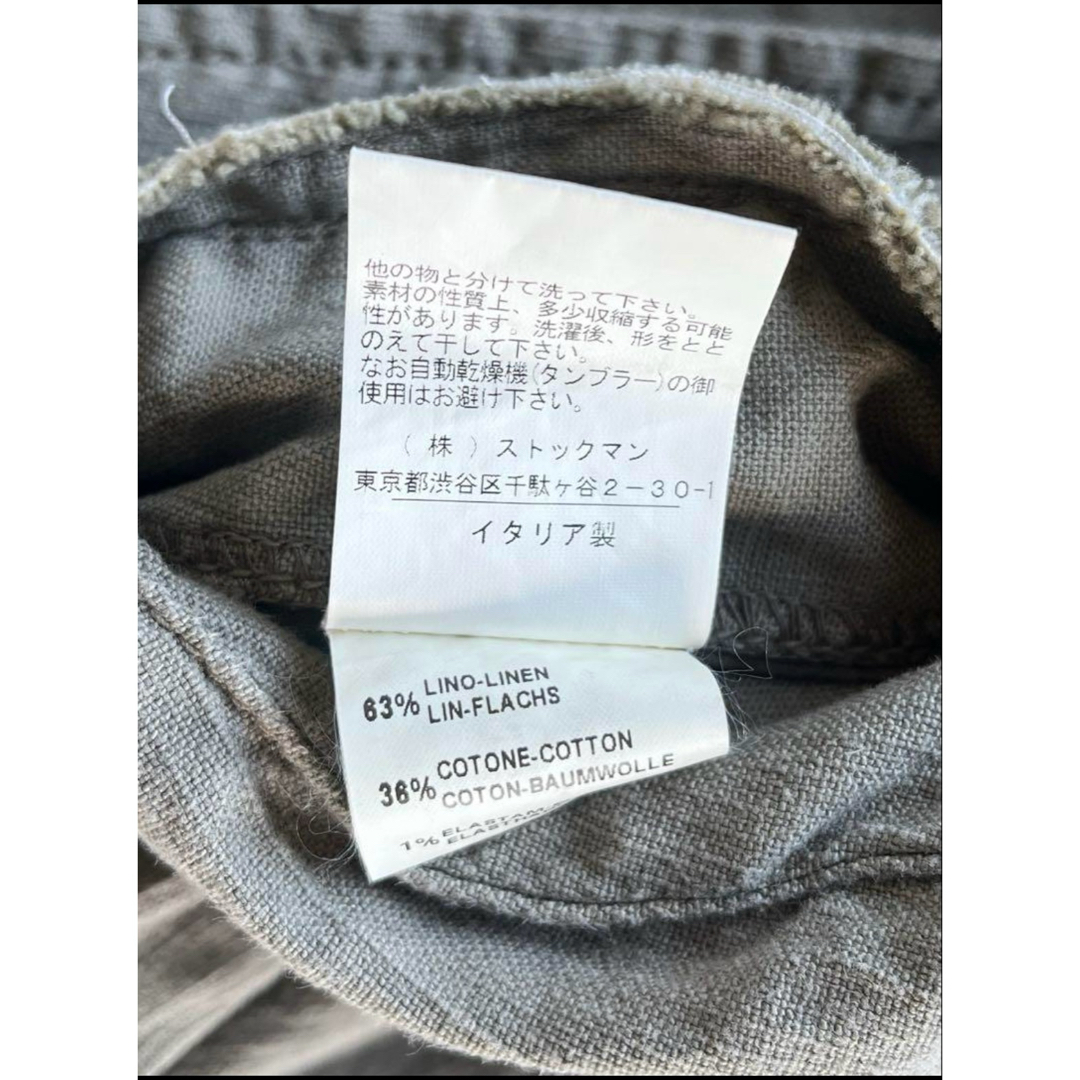 他の物と分けて洗って下さい。
素材の性質上、多少収縮する可能
性があります。洗濯後、形をとと
のえて干して下さい。
なお自動乾燥機(タンブラー)の御
使用はお避け下さい。
(株)ストックマン
東京都渋谷区千駄ヶ谷2-30-1
イタリア製
63% LINO-LINEN
LIN-FLACHS
36% COTONE-COTTON
COTON-BAUMWOLLE
1%